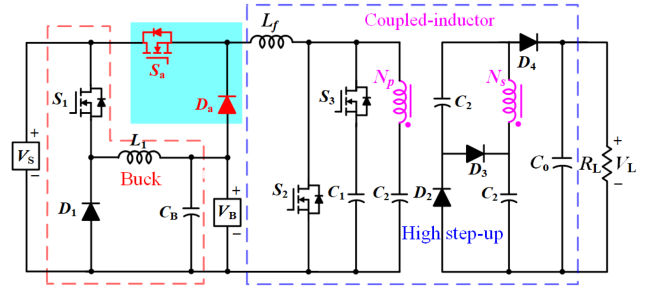 Coupled-inductor
L_f
S_a
D_4
S_1
S_3
N_p
N_s
D_a
C_2
+
V_S
−
L_1
D_3
C_0
R_L
+
V_L
−
Buck
S_2
C_1
C_2
D_2
C_2
D_1
C_B
+
V_B
−
High step-up